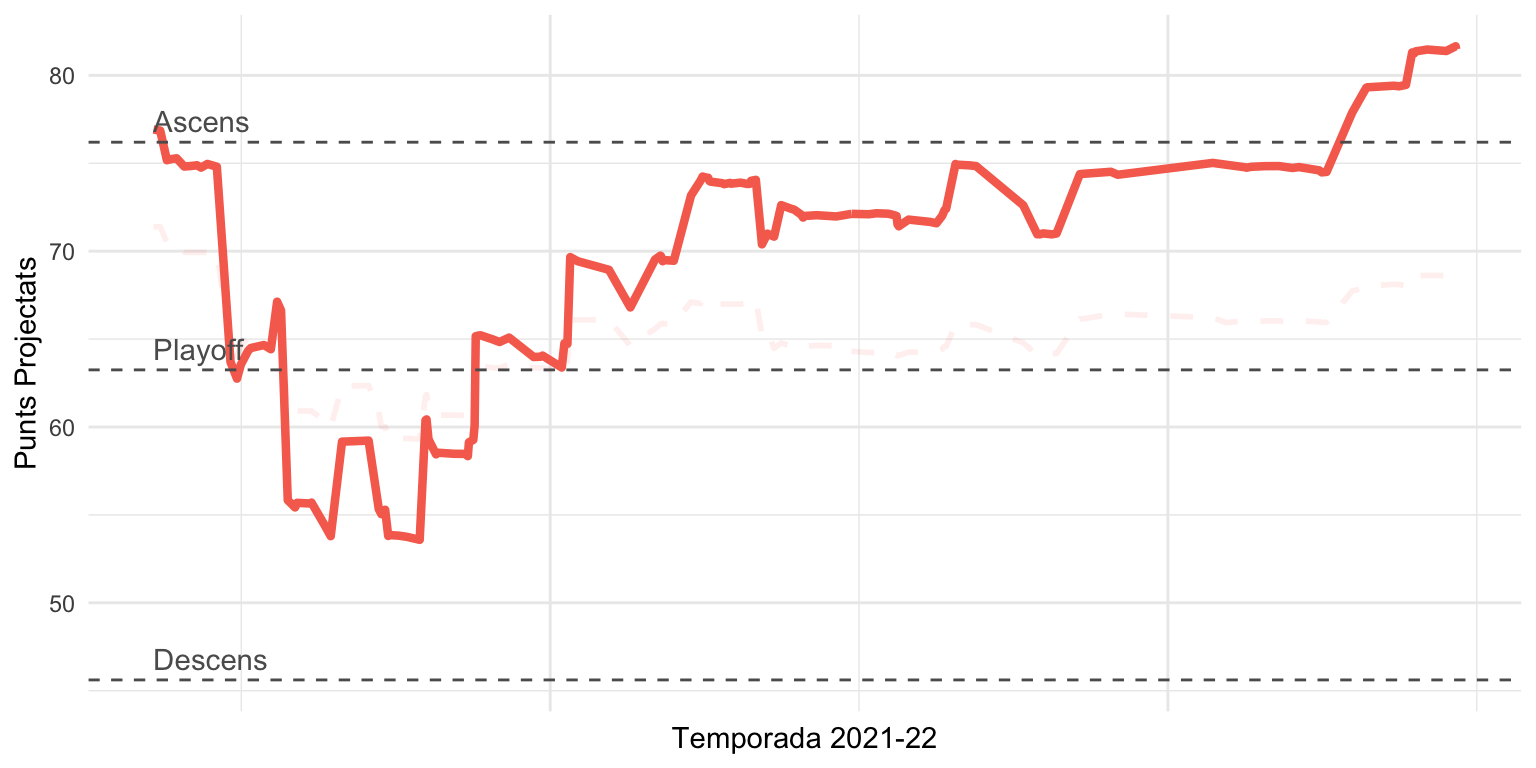 80
70
60
50
Punts Projectats
Ascens
Playoff
Descens
Temporada 2021-22